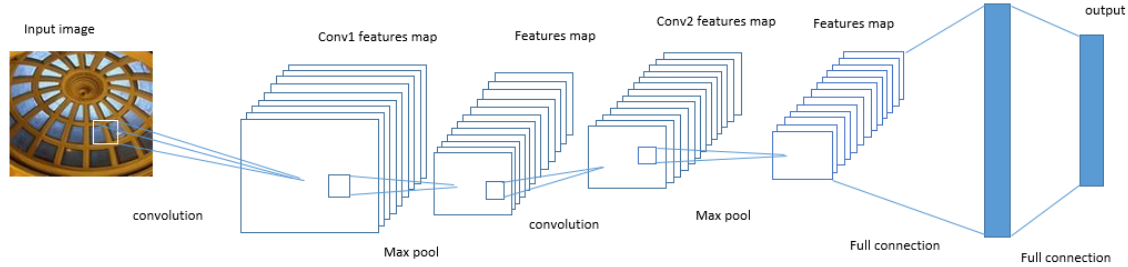 Input image
Conv1 features map
Features map
Conv2 features map
Features map
output
convolution
Max pool
convolution
Max pool
Full connection
Full connection